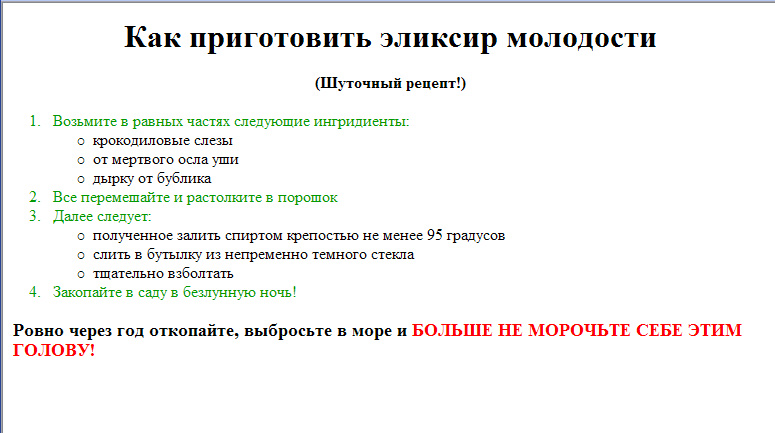 Как приготовить эликсир молодости
(Шуточный рецепт!)
1. Возьмите в равных частях следующие ингридиенты:
o крокодиловые слезы
o от мертвого осла уши
o дырку от бублика
2. Все перемешайте и растолките в порошок
3. Далее следует:
o полученное залить спиртом крепостью не менее 95 градусов
o слить в бутылку из непременно темного стекла
o тщательно взболтать
4. Закопайте в саду в безлунную ночь!
Ровно через год откопайте, выбросьте в море и БОЛЬШЕ НЕ МОРОЧЬТЕ СЕБЕ ЭТИМ
ГОЛОВУ!